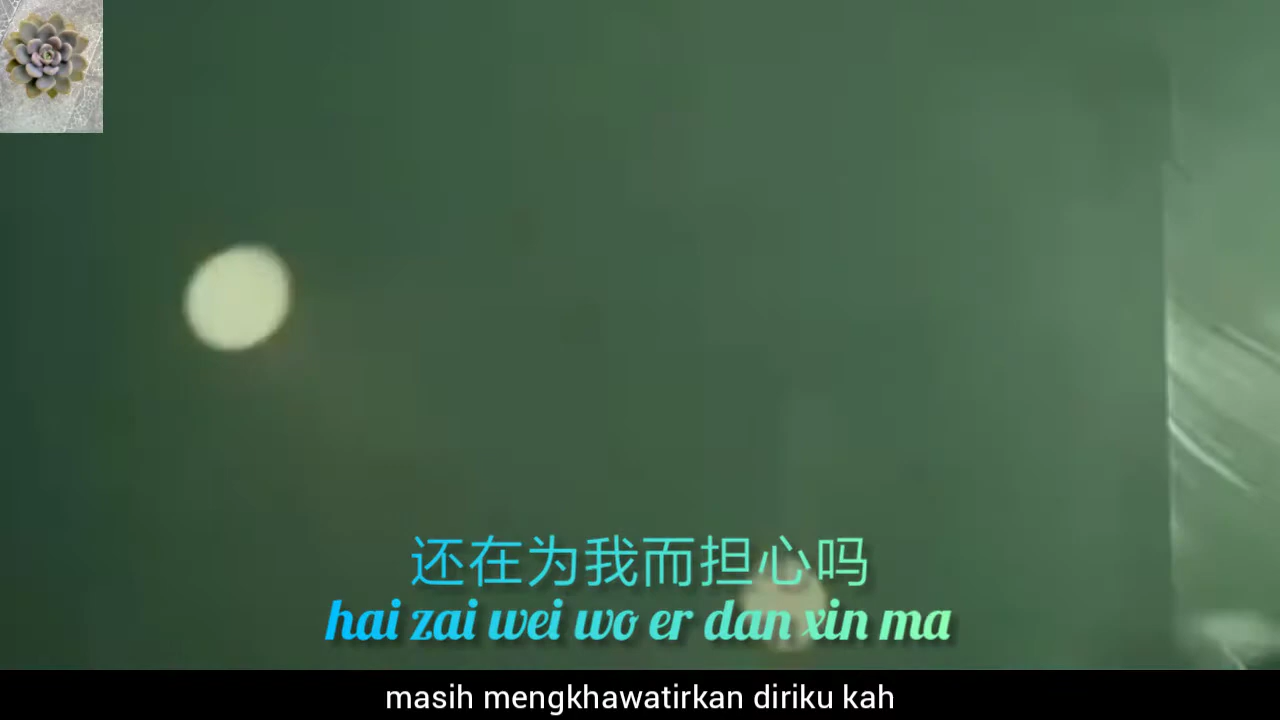 还在为我而担心吗
hai zai wei wo er dan xin ma
masih mengkhawatirkan diriku kah